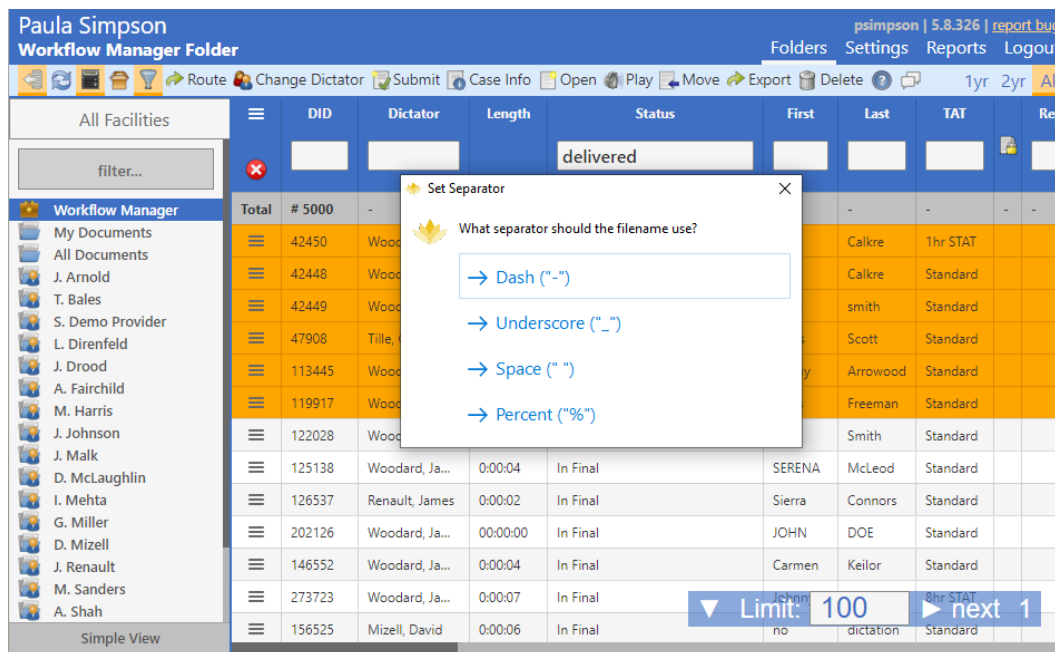 Paula Simpson
psimpson | 5.8.326 | report bug
Workflow Manager Folder
Folders Settings Reports Logout
Route Change Dictator Submit Case Info Open Play Move Export Delete ? 1yr 2yr
All Facilities
DID Dictator Length Status First Last TAT
filter...
delivered
Set Separator
What separator should the filename use?
Dash ("-")
Underscore ("_")
Space (" ")
Percent ("%")
Workflow Manager
My Documents
All Documents
J. Arnold
T. Bales
S. Demo Provider
L. Direnfeld
J. Drood
A. Fairchild
M. Harris
J. Johnson
J. Malk
D. McLaughlin
I. Mehta
G. Miller
D. Mizell
J. Renault
M. Sanders
A. Shah
Simple View
Total # 5000 - - - - -
42450 Calkre 1hr STAT
42448 Calkre Standard
42449 smith Standard
47908 Tille, Scott Standard
113445 Arrowood Standard
119917 Freeman Standard
122028 Smith Standard
125138 Woodard, Ja... 0:00:04 In Final SERENA McLeod Standard
126537 Renault, James 0:00:02 In Final Sierra Connors Standard
202126 Woodard, Ja... 00:00:00 In Final JOHN DOE Standard
146552 Woodard, Ja... 0:00:04 In Final Carmen Keilor Standard
273723 Woodard, Ja... 0:00:07 In Final Johnny 8hr STAT
156525 Mizell, David 0:00:06 In Final no dictation Standard
Limit: 100 next 1